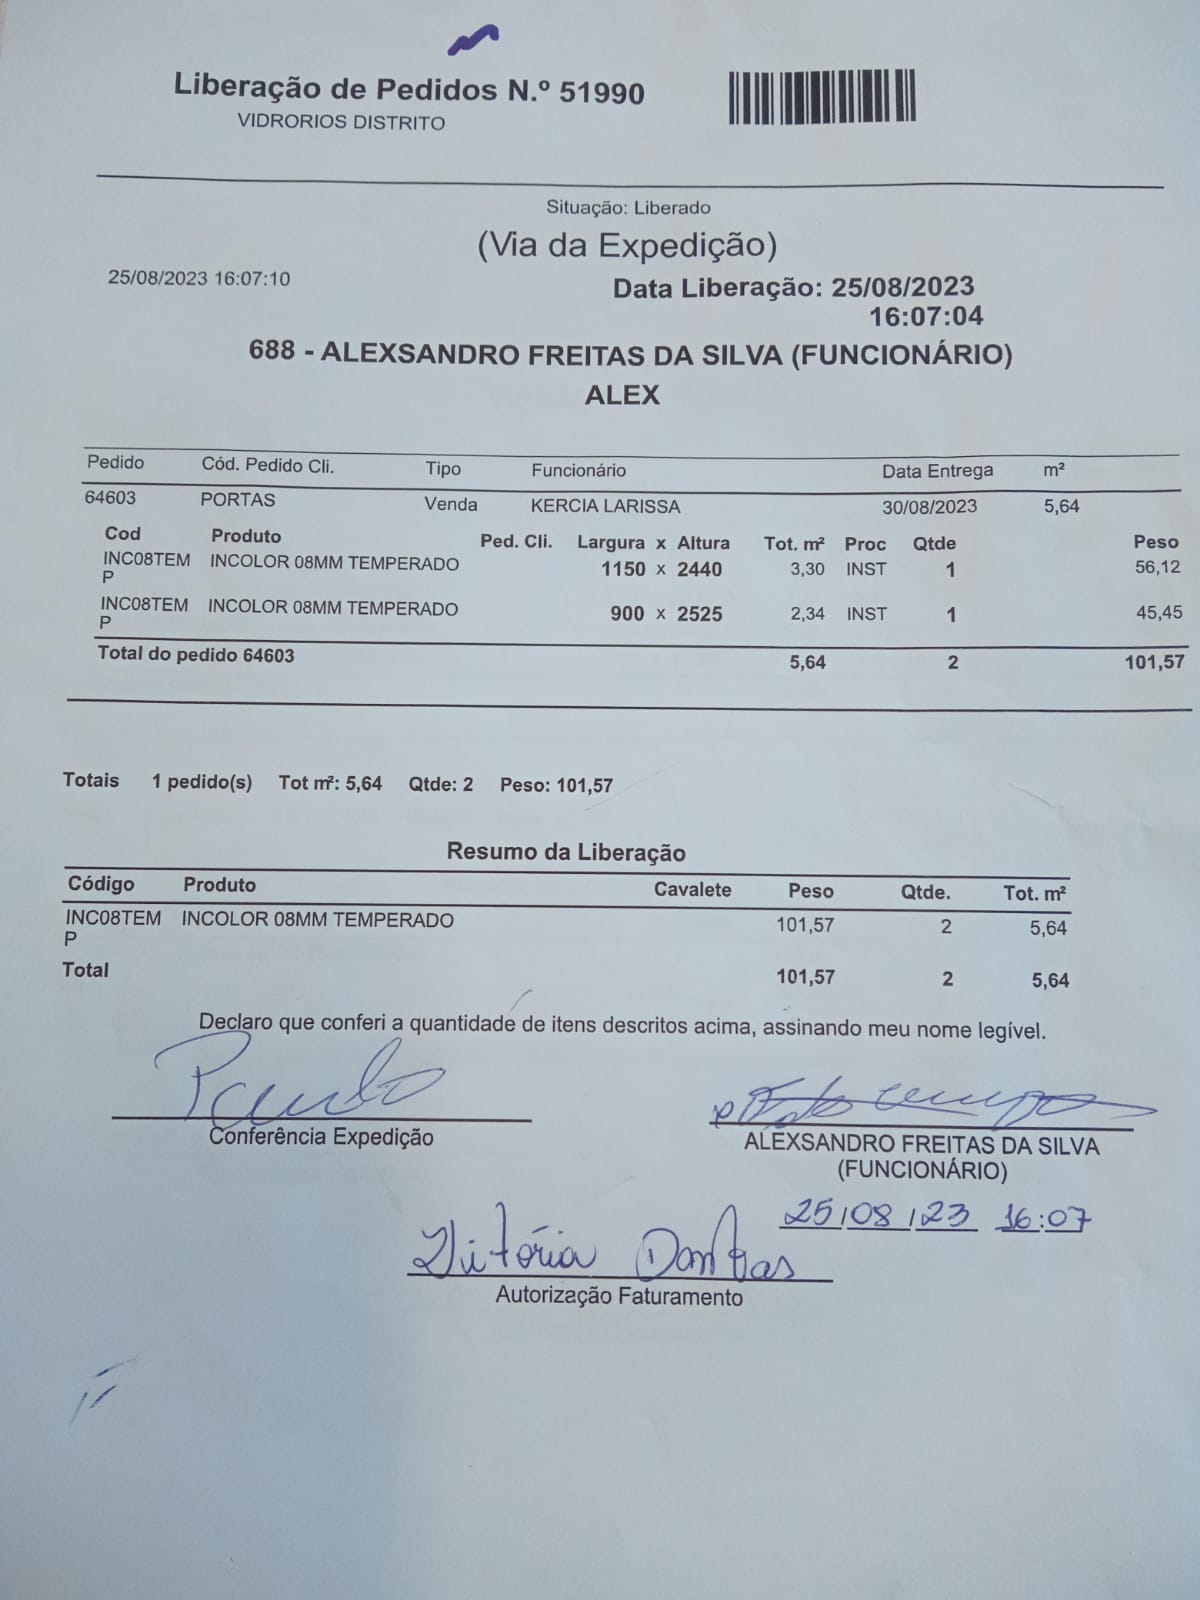 Liberação de Pedidos N.º 51990
VIDRORIOS DISTRITO
Situação: Liberado
(Via da Expedição)
25/08/2023 16:07:10
Data Liberação: 25/08/2023
16:07:04
688 - ALEXSANDRO FREITAS DA SILVA (FUNCIONÁRIO)
ALEX
Pedido Cód. Pedido Cli. Tipo Funcionário Data Entrega m²
64603 PORTAS Venda KERCIA LARISSA 30/08/2023 5,64
Cod Produto Ped. Cli. Largura x Altura Tot. m² Proc Qtde Peso
INC08TEM INCOLOR 08MM TEMPERADO 1150 x 2440 3,30 INST 1 56,12
P
INC08TEM INCOLOR 08MM TEMPERADO 900 x 2525 2,34 INST 1 45,45
P
Total do pedido 64603 5,64 2 101,57
Totais 1 pedido(s) Tot m²: 5,64 Qtde: 2 Peso: 101,57
Resumo da Liberação
Código Produto Cavalete Peso Qtde. Tot. m²
INC08TEM INCOLOR 08MM TEMPERADO 101,57 2 5,64
P
Total 101,57 2 5,64
Declaro que conferi a quantidade de itens descritos acima, assinando meu nome legível.
Conferência Expedição
ALEXSANDRO FREITAS DA SILVA
(FUNCIONÁRIO)
25/08/23 16:07
Vitória Dantas
Autorização Faturamento